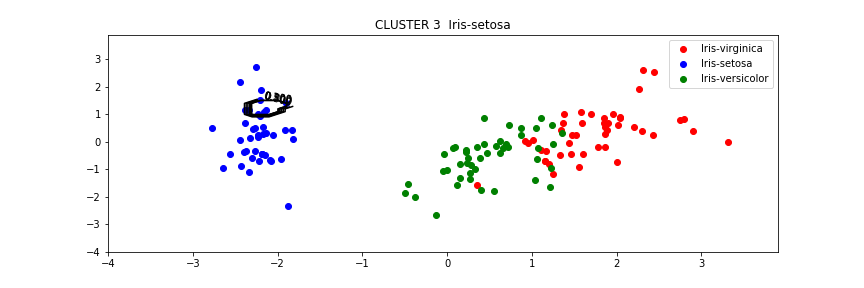 CLUSTER 3 Iris-setosa
Iris-virginica
Iris-setosa
Iris-versicolor
3
2
1
0
−1
−2
−3
−4
−4 −3 −2 −1 0 1 2 3